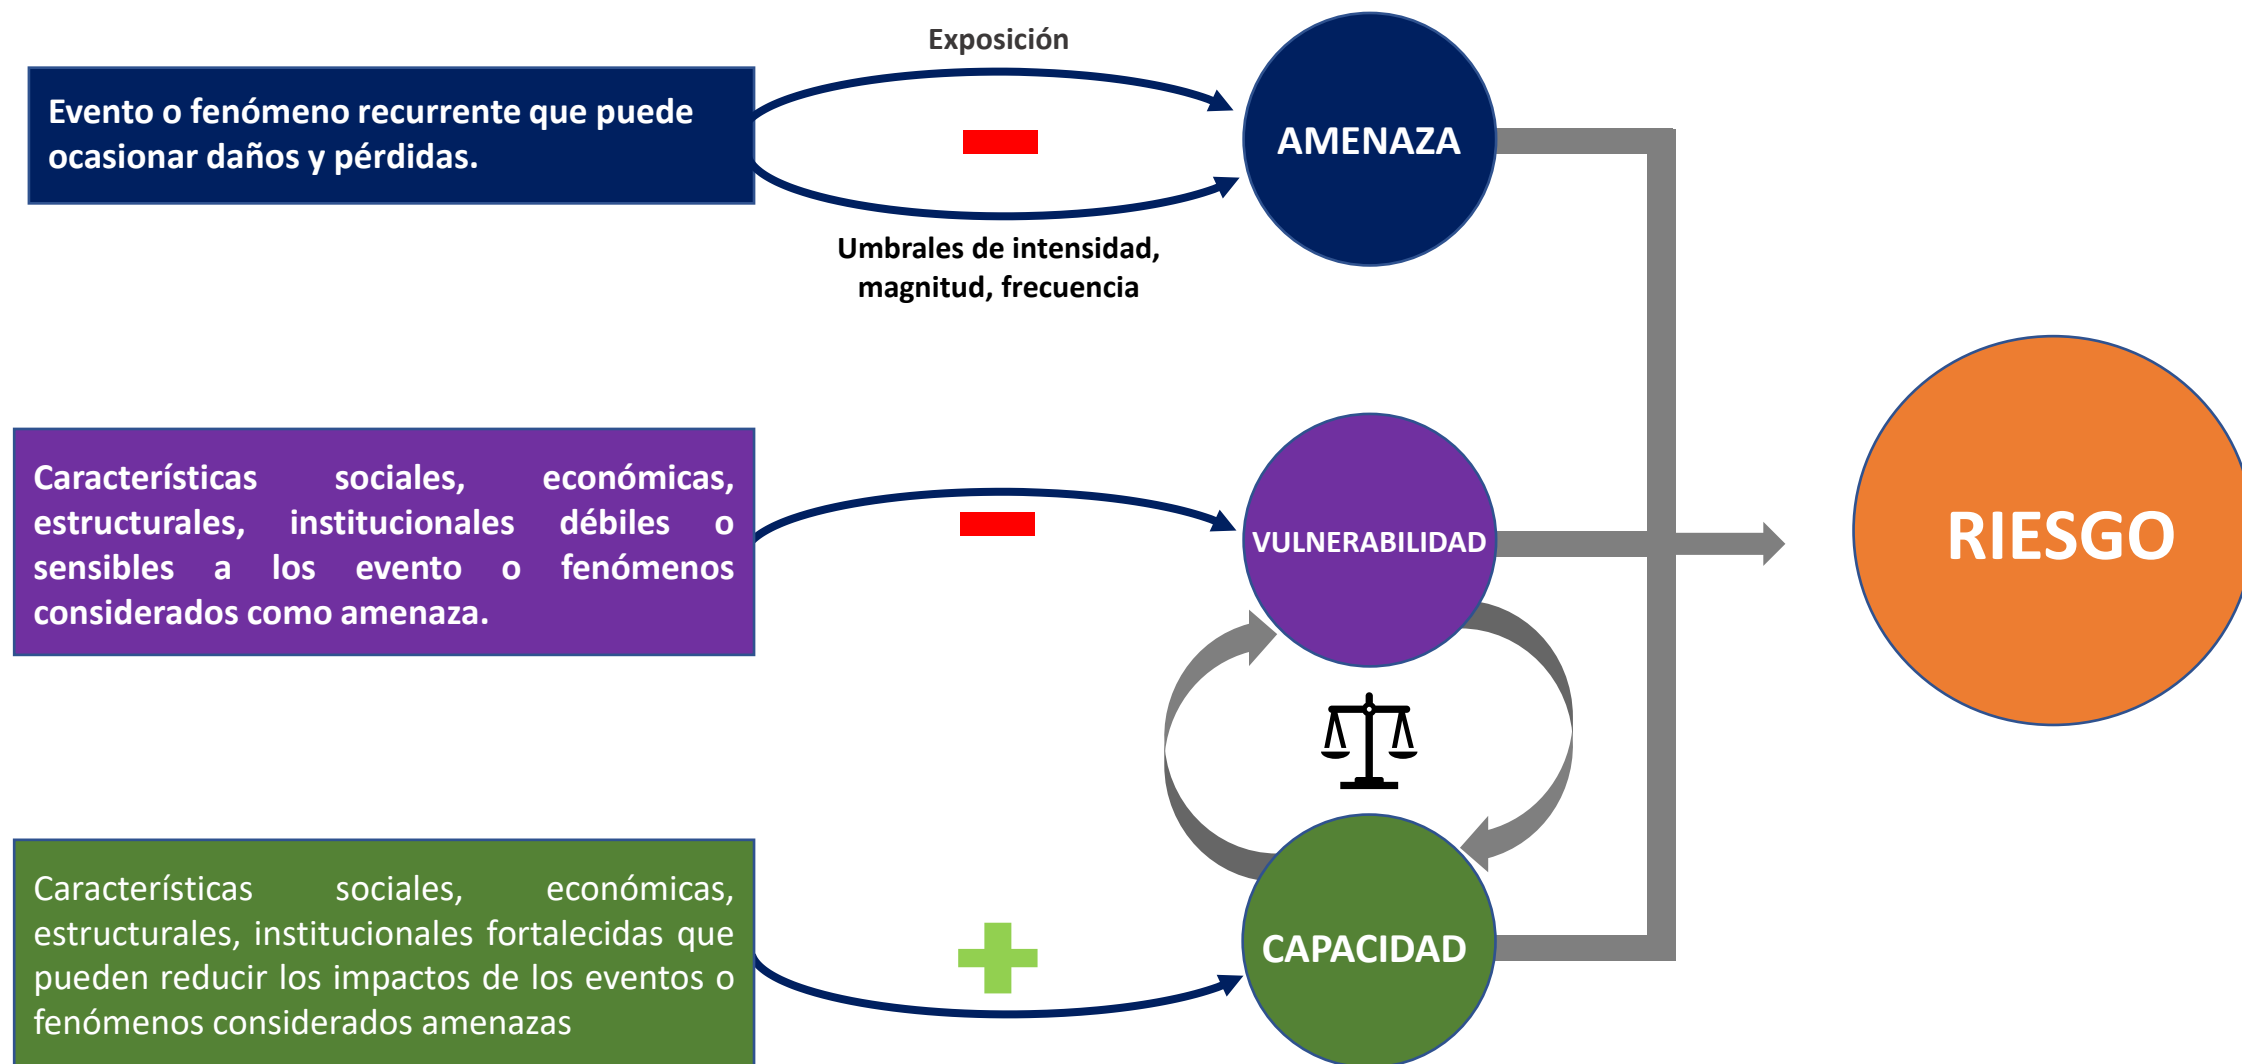 Exposición
Evento o fenómeno recurrente que puede
ocasionar daños y pérdidas.
AMENAZA
Umbrales de intensidad,
magnitud, frecuencia
Características sociales, económicas,
estructurales, institucionales débiles o
sensibles a los evento o fenómenos
considerados como amenaza.
VULNERABILIDAD
RIESGO
Características sociales, económicas,
estructurales, institucionales fortalecidas que
pueden reducir los impactos de los eventos o
fenómenos considerados amenazas
CAPACIDAD